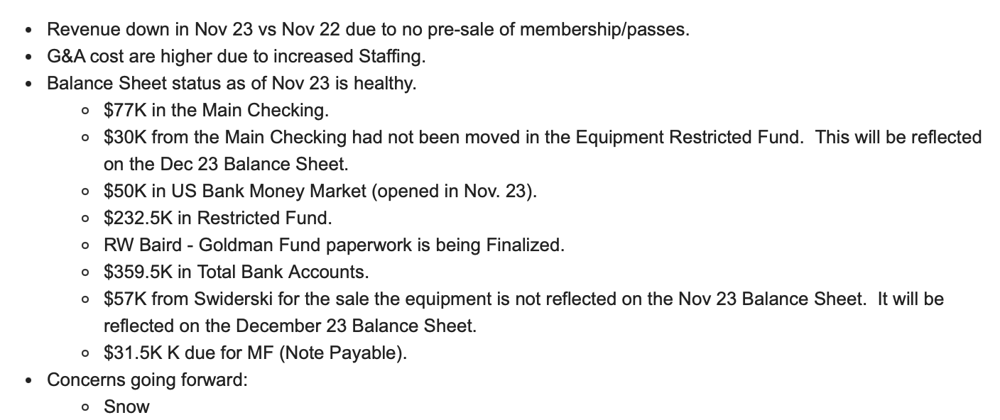 • Revenue down in Nov 23 vs Nov 22 due to no pre-sale of membership/passes.
• G&A cost are higher due to increased Staffing.
• Balance Sheet status as of Nov 23 is healthy.
○ $77K in the Main Checking.
○ $30K from the Main Checking had not been moved in the Equipment Restricted Fund.  This will be reflected
on the Dec 23 Balance Sheet.
○ $50K in US Bank Money Market (opened in Nov. 23).
○ $232.5K in Restricted Fund.
○ RW Baird - Goldman Fund paperwork is being Finalized.
○ $359.5K in Total Bank Accounts.
○ $57K from Swiderski for the sale the equipment is not reflected on the Nov 23 Balance Sheet.  It will be
reflected on the December 23 Balance Sheet.
○ $31.5K K due for MF (Note Payable).
• Concerns going forward:
○ Snow